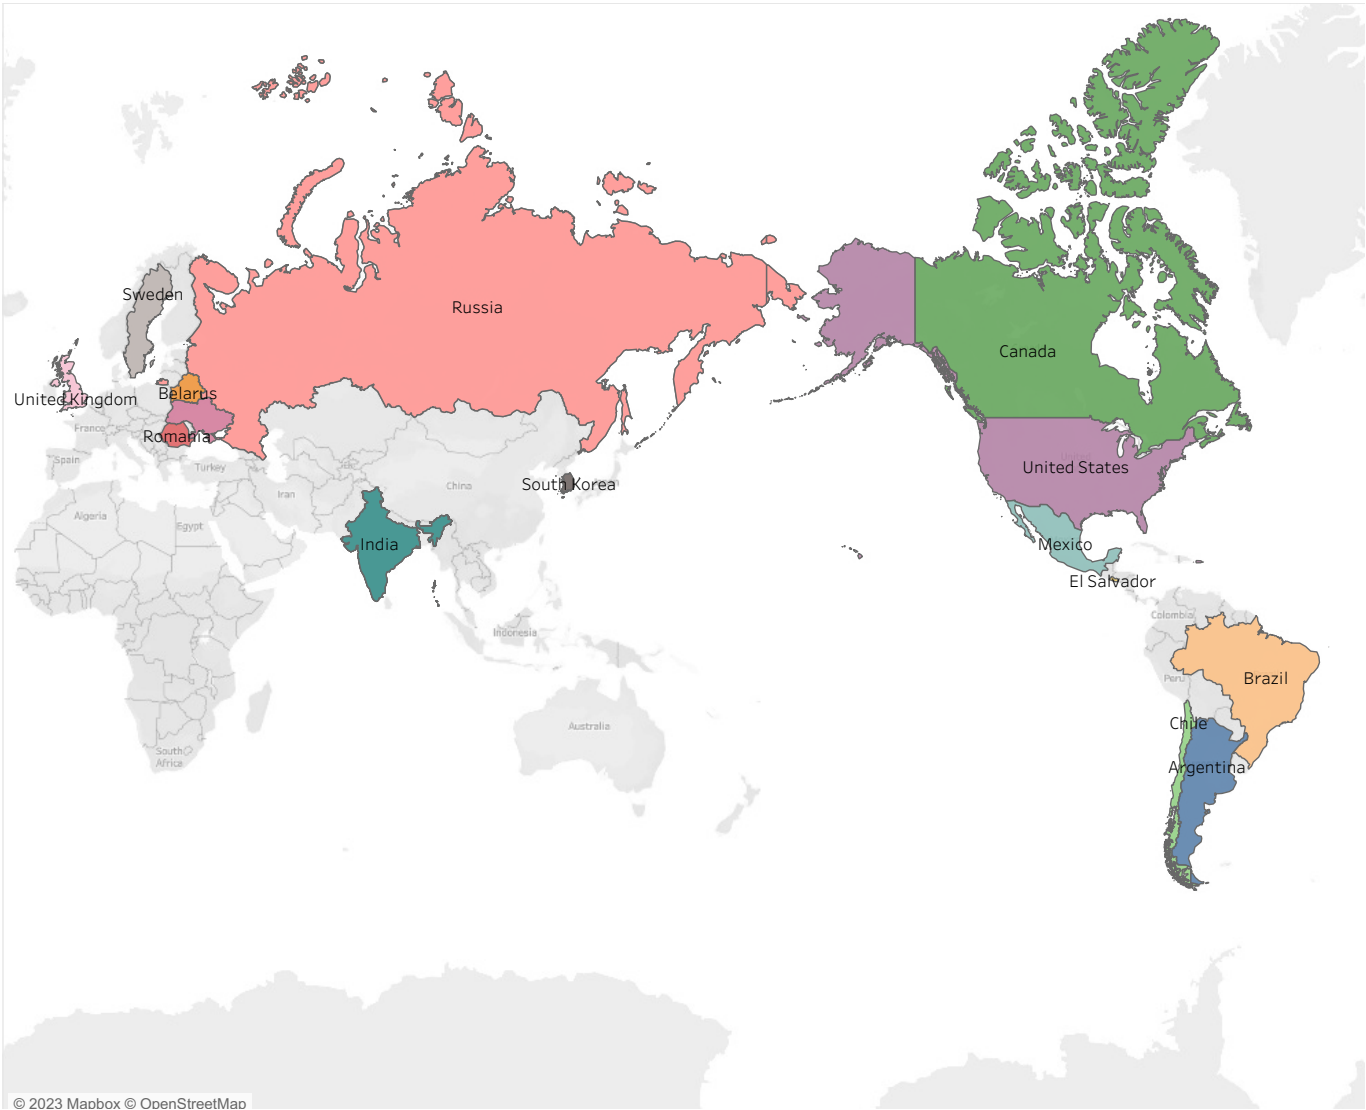 Sweden
Russia
Canada
United Kingdom
Belarus
France
Romania
Spain
Turkey
United States
Iran
China
South Korea
Algeria
Egypt
India
Mexico
El Salvador
Colombia
Indonesia
Peru
Brazil
Australia
Chile
South
Africa
Argentina
© 2023 Mapbox © OpenStreetMap